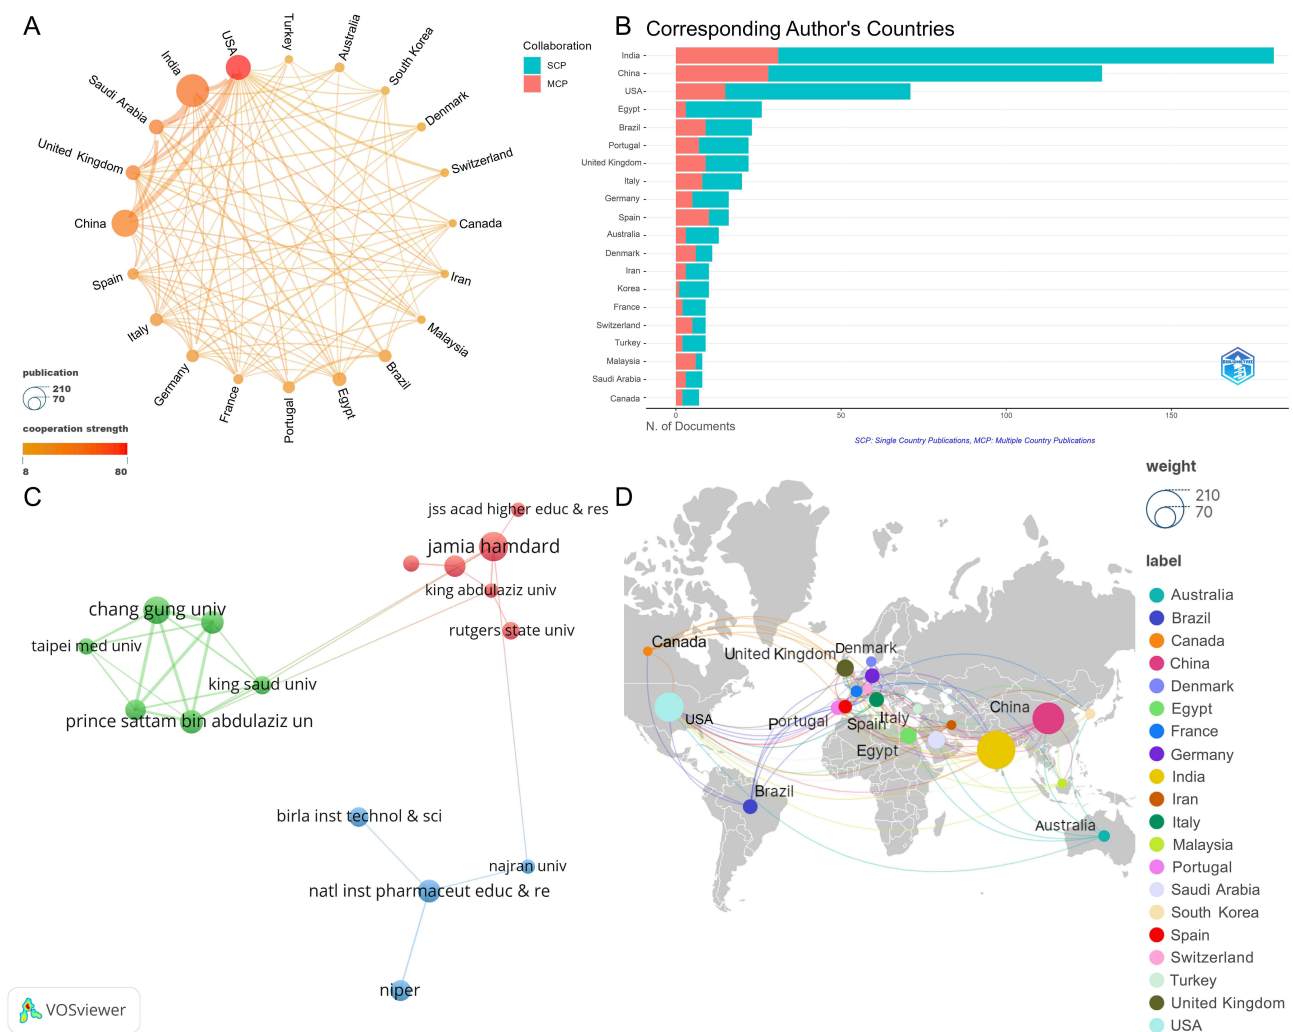 A
Turkey
Australia
South Korea
Denmark
Switzerland
Canada
Iran
Malaysia
Brazil
Egypt
Portugal
France
Germany
Italy
Spain
China
United Kingdom
Saudi Arabia
India
USA
publication
210
70
cooperation strength
8 80
Collaboration
SCP
MCP
B
Corresponding Author's Countries
India
China
USA
Egypt
Brazil
Portugal
United Kingdom
Italy
Germany
Spain
Australia
Denmark
Iran
Korea
France
Switzerland
Turkey
Malaysia
Saudi Arabia
Canada
0 50 100 150
N. of Documents
SCP: Single Country Publications, MCP: Multiple Country Publications
C
jss acad higher educ & res
jamia hamdard
king abdulaziz univ
rutgers state univ
chang gung univ
taipei med univ
king saud univ
prince sattam bin abdulaziz un
birla inst technol & sci
najran univ
natl inst pharmaceut educ & re
niper
VOSviewer
D
Canada
United Kingdom
Denmark
USA
Portugal
Spain
Italy
Egypt
China
Brazil
Australia
weight
210
70
label
Australia
Brazil
Canada
China
Denmark
Egypt
France
Germany
India
Iran
Italy
Malaysia
Portugal
Saudi Arabia
South Korea
Spain
Switzerland
Turkey
United Kingdom
USA